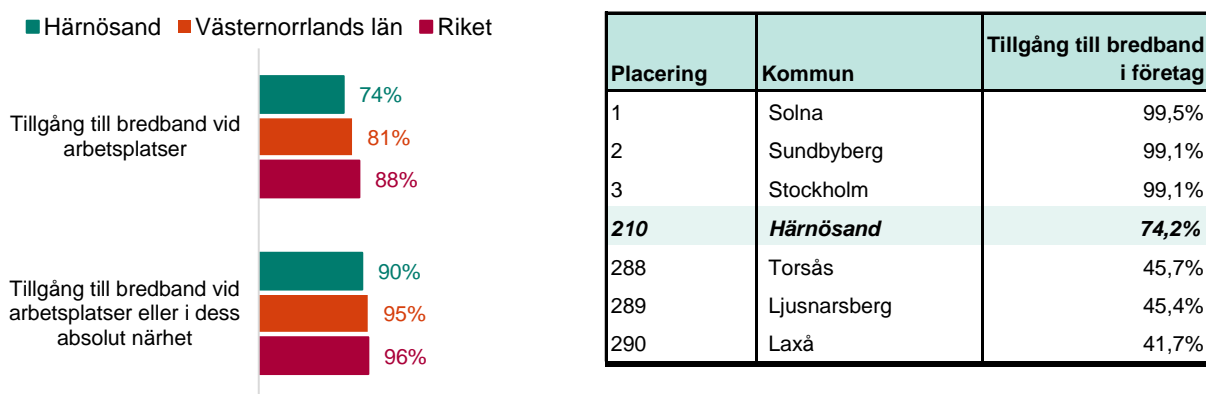 Härnösand Västernorrlands län Riket
74%
Tillgång till bredband vid
arbetsplatser
81%
88%
90%
Tillgång till bredband vid
arbetsplatser eller i dess
absolut närhet
95%
96%
Placering Kommun Tillgång till bredband
i företag
1 Solna 99,5%
2 Sundbyberg 99,1%
3 Stockholm 99,1%
210 Härnösand 74,2%
288 Torsås 45,7%
289 Ljusnarsberg 45,4%
290 Laxå 41,7%